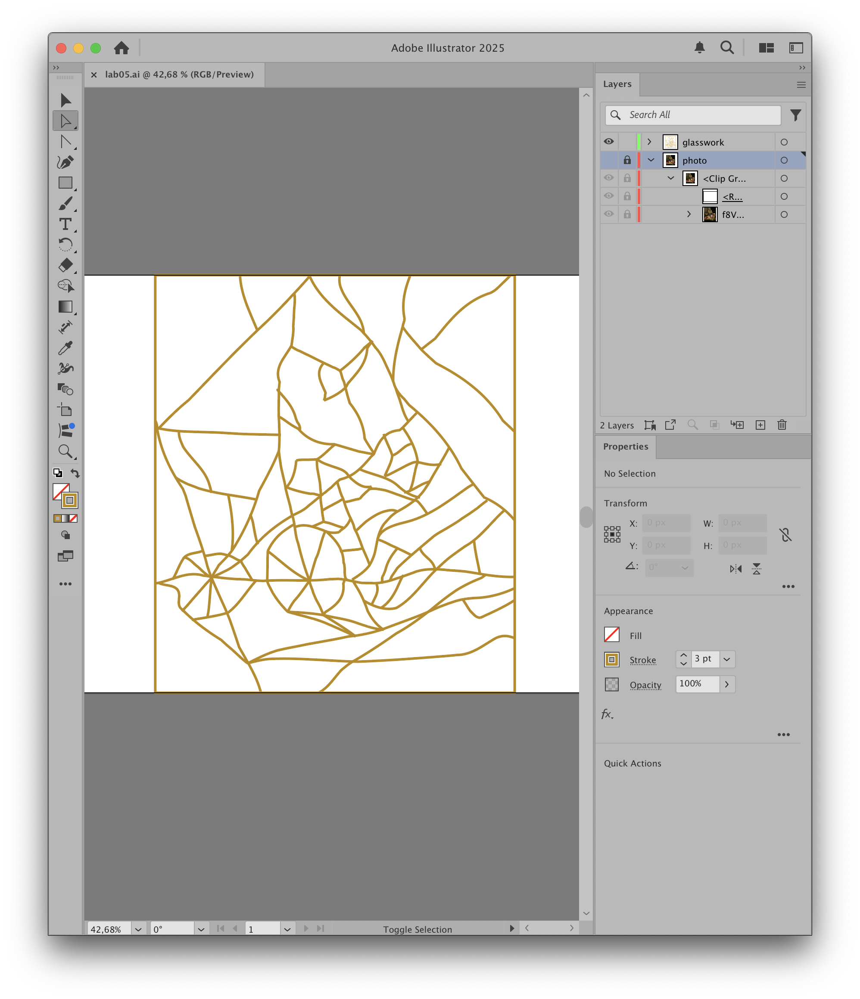 Adobe Illustrator 2025
lab05.ai @ 42,68 % (RGB/Preview)
Layers
Search All
glasswork
photo
<Clip Gr...
<R...
f8V...
2 Layers
Properties
No Selection
Transform
X: 0 px W: 0 px
Y: 0 px H: 0 px
0°
Appearance
Fill
Stroke 3 pt
Opacity 100%
fx.
Quick Actions
42,68% 0° 1 Toggle Selection